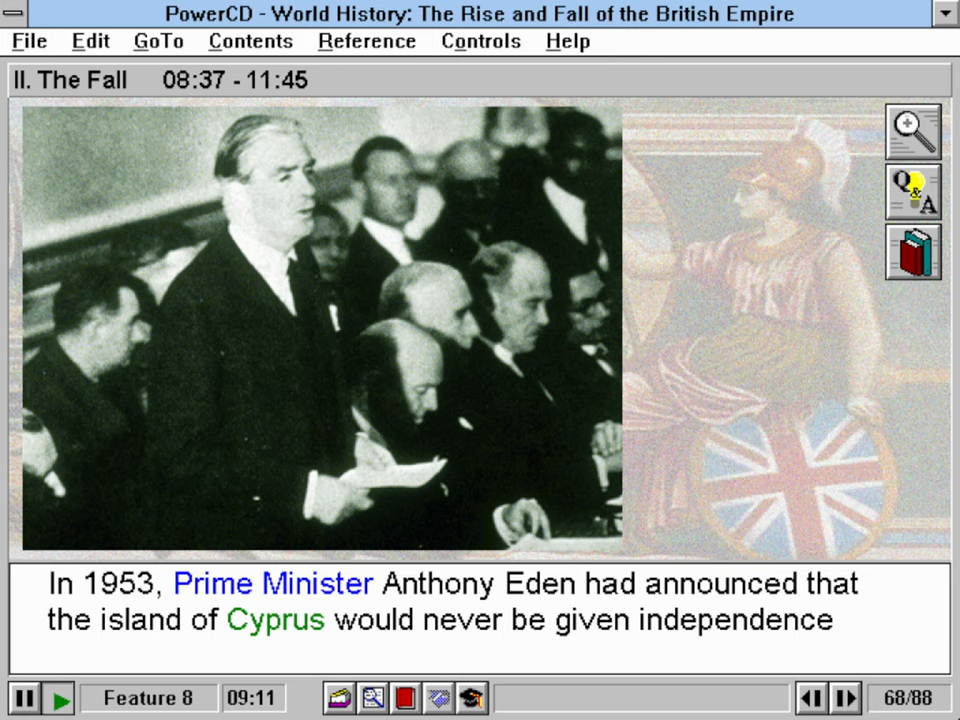 PowerCD - World History: The Rise and Fall of the British Empire
File Edit GoTo Contents Reference Controls Help
II. The Fall 08:37 - 11:45
Q & A
In 1953, Prime Minister Anthony Eden had announced that
the island of Cyprus would never be given independence
Feature 8 09:11 68/88